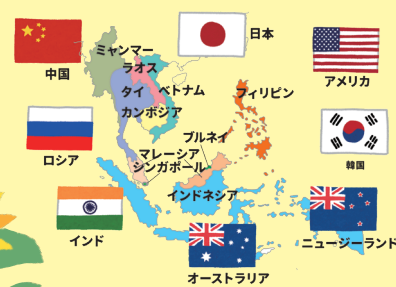 中国
日本
アメリカ
ミャンマー
ラオス
タイ
ベトナム
カンボジア
フィリピン
ロシア
韓国
ブルネイ
マレーシア
シンガポール
インドネシア
インド
オーストラリア
ニュージーランド